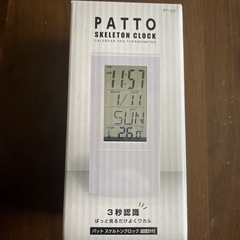 PT-03
PATTO
SKELETON CLOCK
CALENDAR AND THERMOMETER
11:57
1/11
SUN
26.0
3秒認識
ぱっと見るだけよくワカル
パット スケルトンクロック 温度計付